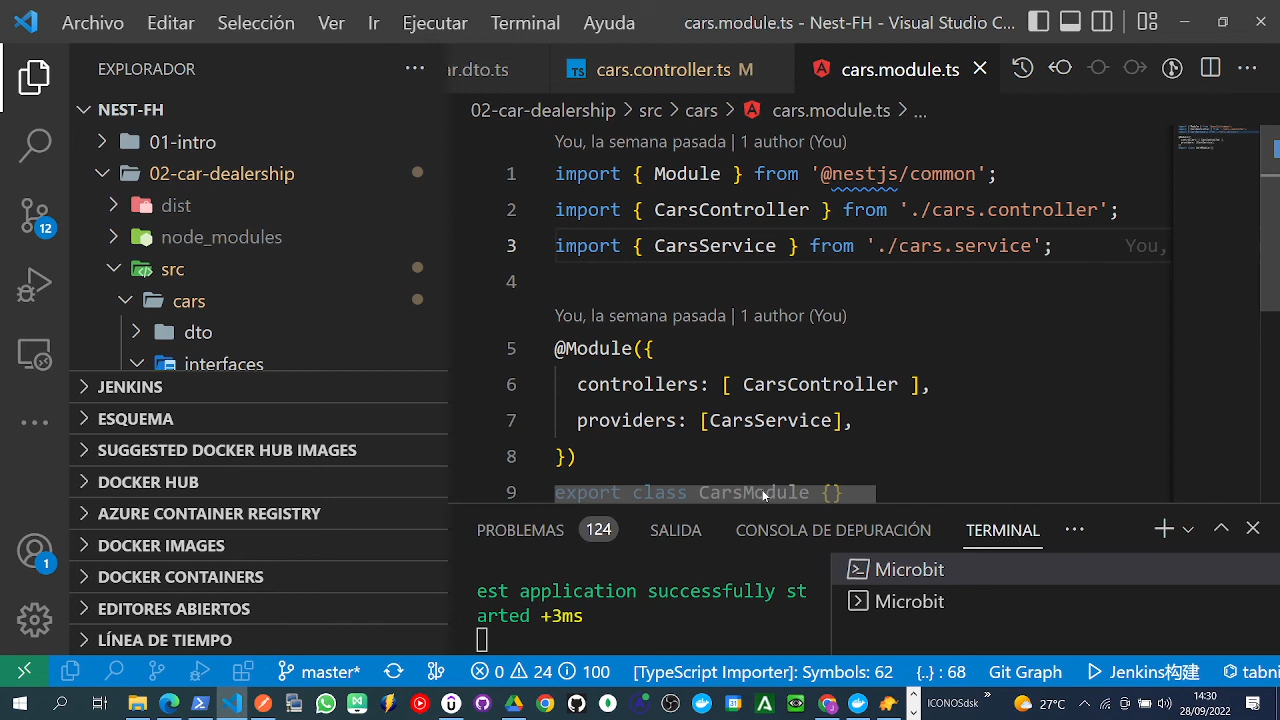 Archivo Editar Selección Ver Ir Ejecutar Terminal Ayuda cars.module.ts - Nest-FH - Visual Studio C...
EXPLORADOR
ar.dto.ts
TS cars.controller.ts M
cars.module.ts
NEST-FH
02-car-dealership > src > cars > cars.module.ts > ...
01-intro
02-car-dealership
dist
node_modules
src
cars
dto
interfaces
JENKINS
ESQUEMA
SUGGESTED DOCKER HUB IMAGES
DOCKER HUB
AZURE CONTAINER REGISTRY
DOCKER IMAGES
DOCKER CONTAINERS
EDITORES ABIERTOS
LÍNEA DE TIEMPO
12
1
You, la semana pasada | 1 author (You)
1 import { Module } from '@nestjs/common';
2 import { CarsController } from './cars.controller';
3 import { CarsService } from './cars.service'; You,
4
You, la semana pasada | 1 author (You)
5 @Module({
6 controllers: [ CarsController ],
7 providers: [CarsService],
8 })
9 export class CarsModule {}
PROBLEMAS 124 SALIDA CONSOLA DE DEPURACIÓN TERMINAL
est application successfully st
arted +3ms
Microbit
Microbit
master* 0 24 100 [TypeScript Importer]: Symbols: 62 {..} : 68 Git Graph Jenkins构建 tabni
ICONOSdsk » 27°C 14:30
28/09/2022